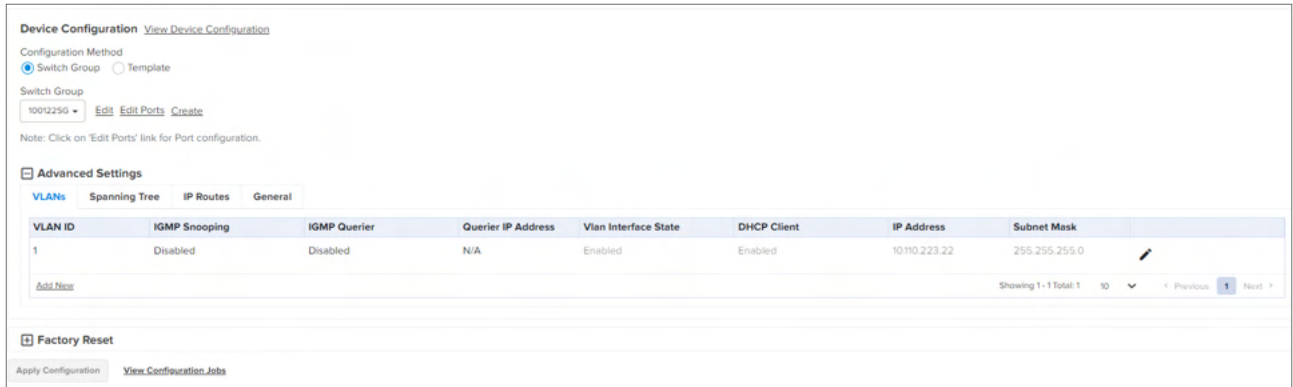 Device Configuration View Device Configuration
Configuration Method
Switch Group Template
Switch Group
100122SG Edit Edit Ports Create
Note: Click on 'Edit Ports' link for Port configuration.
Advanced Settings
VLANs Spanning Tree IP Routes General
VLAN ID IGMP Snooping IGMP Querier Querier IP Address Vlan Interface State DHCP Client IP Address Subnet Mask
1 Disabled Disabled N/A Enabled Enabled 10.110.223.22 255.255.255.0
Add New Showing 1 - 1 Total: 1 10 < Previous 1 Next >
Factory Reset
Apply Configuration View Configuration Jobs